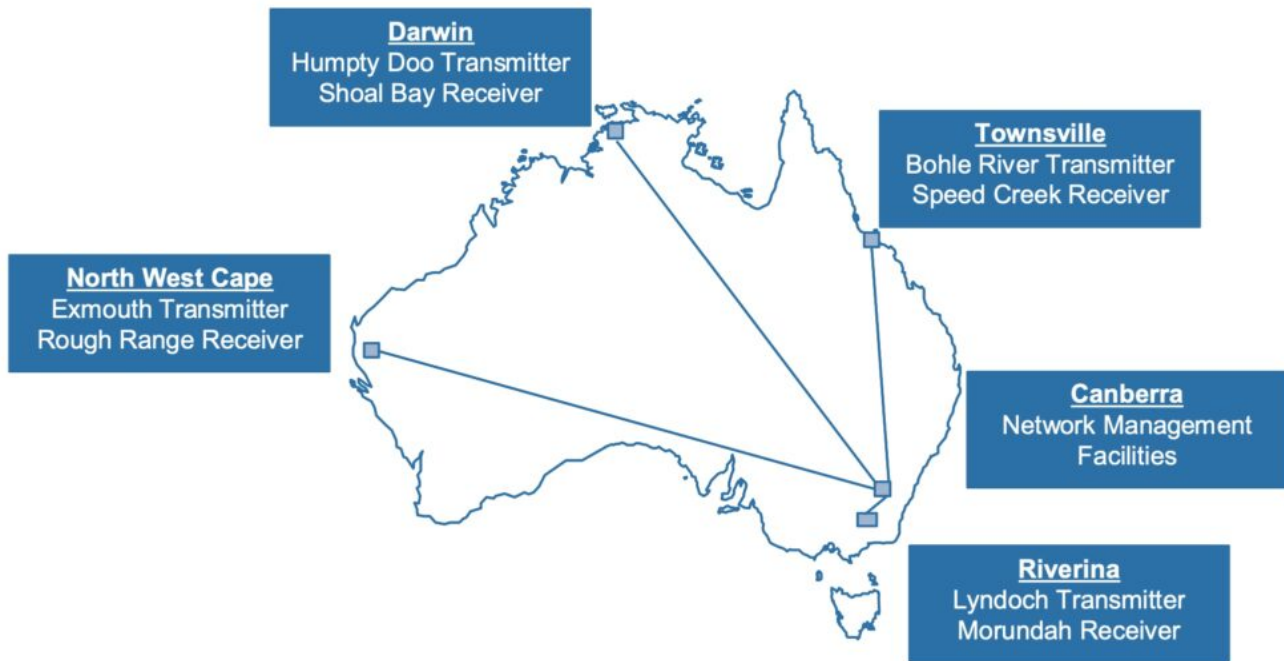 Darwin
Humpty Doo Transmitter
Shoal Bay Receiver
Townsville
Bohle River Transmitter
Speed Creek Receiver
North West Cape
Exmouth Transmitter
Rough Range Receiver
Canberra
Network Management
Facilities
Riverina
Lyndoch Transmitter
Morundah Receiver